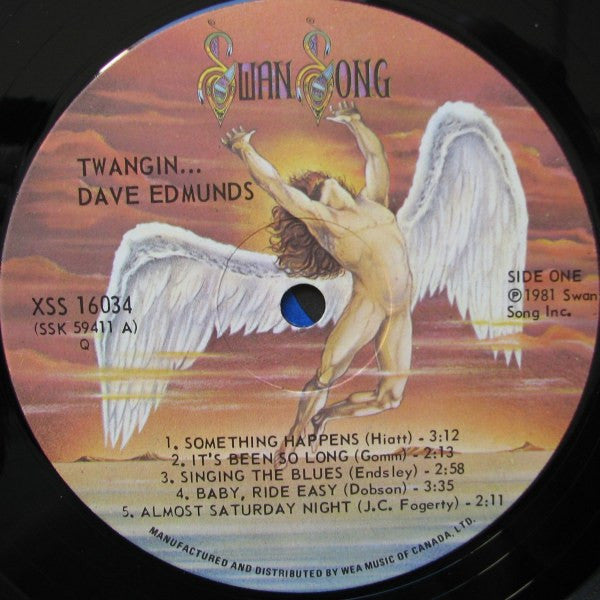 SWAN SONG
TWANGIN...
DAVE EDMUNDS
XSS 16034
(SSK 59411 A)
Q
SIDE ONE
Ⓟ1981 Swan
Song Inc.
1. SOMETHING HAPPENS (Hiatt) - 3:12
2. IT'S BEEN SO LONG (Gomm) - 2:13
3. SINGING THE BLUES (Endsley) - 2:58
4. BABY, RIDE EASY (Dobson) - 3:35
5. ALMOST SATURDAY NIGHT (J.C. Fogerty) - 2:11
MANUFACTURED AND DISTRIBUTED BY WEA MUSIC OF CANADA, LTD.